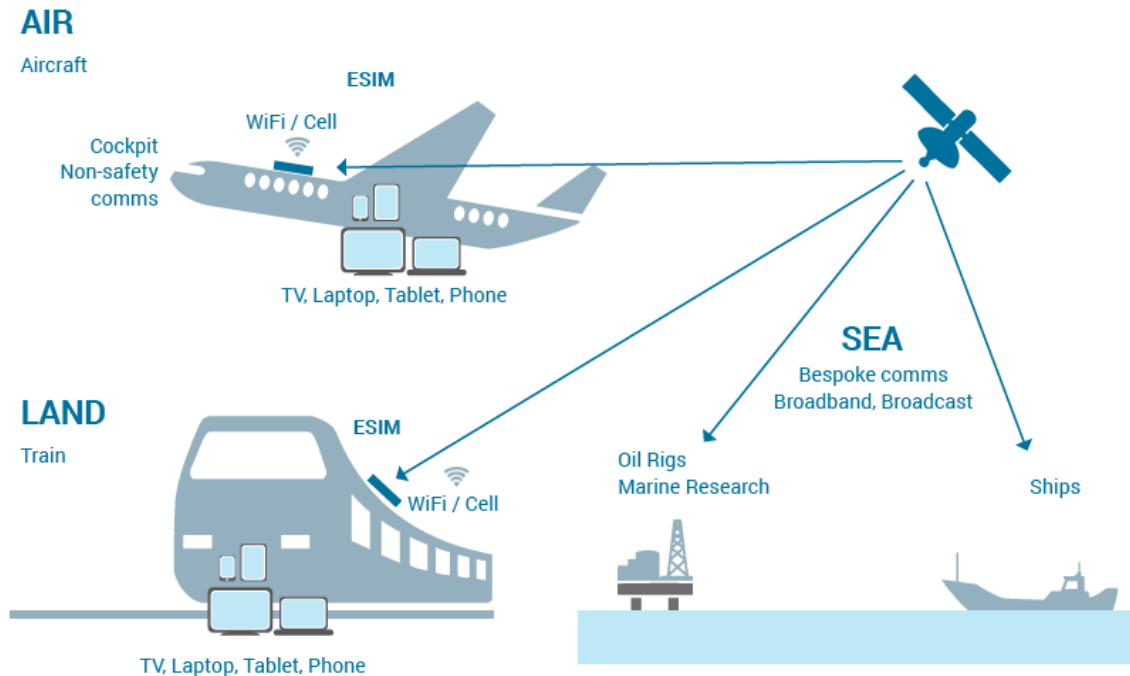 AIR
Aircraft
ESIM
WiFi / Cell
Cockpit
Non-safety
comms
TV, Laptop, Tablet, Phone
SEA
Bespoke comms
Broadband, Broadcast
LAND
Train
ESIM
WiFi / Cell
Oil Rigs
Marine Research
Ships
TV, Laptop, Tablet, Phone